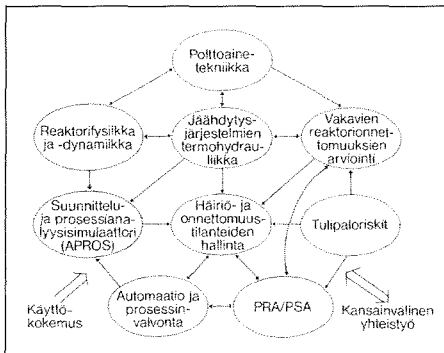 Polttoaine-
tekniikka
Reaktorifysiikka
ja -dynamiikka
Jäähdytys-
järjestelmien
termohydrau-
liikka
Vakavien
reaktorionnet-
tomuuksien
arviointi
Suunnittelu-
ja prosessiana-
lyysisimulaattori
(APROS)
Häiriö- ja
onnettomuus-
tilanteiden
hallinta
Tulipaloriskit
Käyttö-
kokemus
Automaatio ja
prosessin-
valvonta
PRA/PSA
Kansainvälinen
yhteistyö